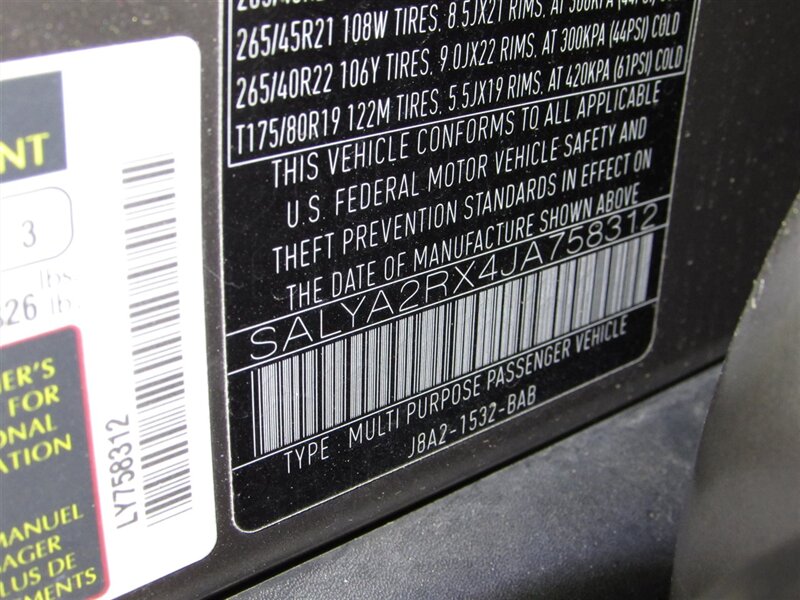 265/45R21 108W TIRES, 8.5JX21 RIMS, AT 300KPA (44PSI) COLD
265/40R22 106Y TIRES, 9.0JX22 RIMS, AT 300KPA (44PSI) COLD
T175/80R19 122M TIRES, 5.5JX19 RIMS, AT 420KPA (61PSI) COLD
THIS VEHICLE CONFORMS TO ALL APPLICABLE
U.S. FEDERAL MOTOR VEHICLE SAFETY AND
THEFT PREVENTION STANDARDS IN EFFECT ON
THE DATE OF MANUFACTURE SHOWN ABOVE
SALYA2RX4JA758312
TYPE MULTI PURPOSE PASSENGER VEHICLE
J8A2-1532-BAB
NT
3
lbs.
826 lb.
ER'S
FOR
ONAL
ATION
MANUEL
AGER
LUS DE
EMENTS
LY758312